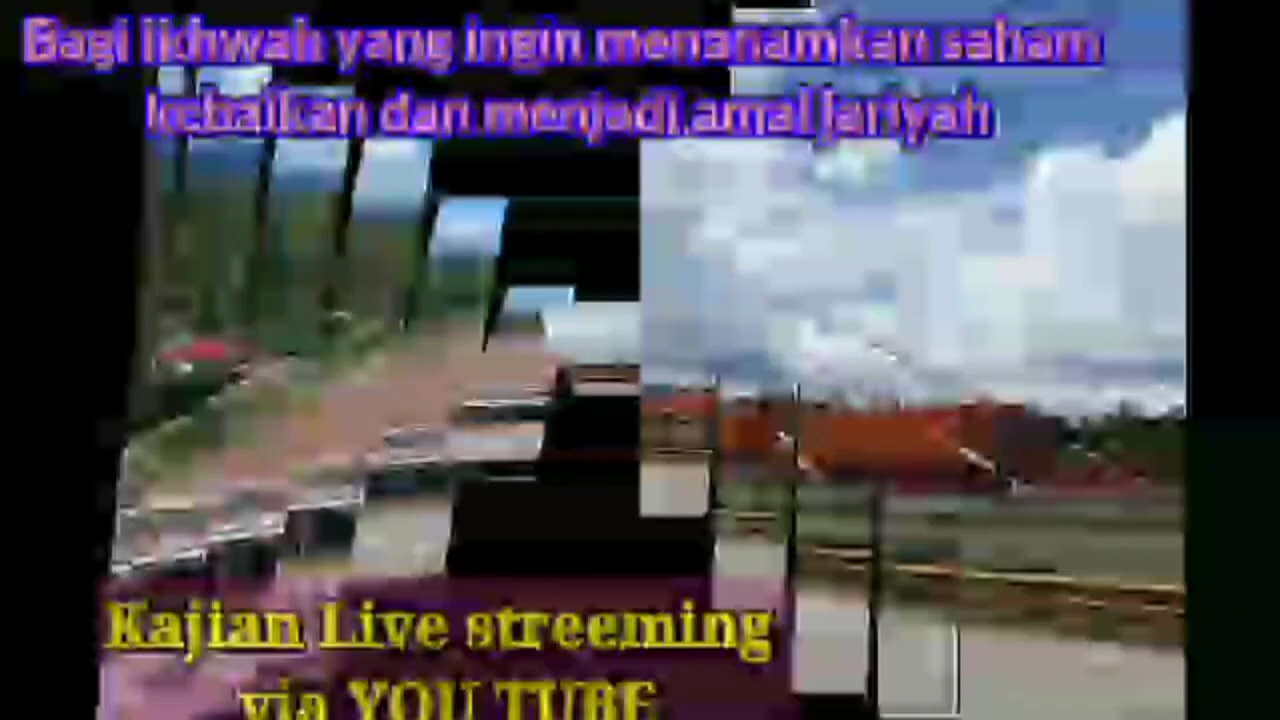 Bagi ikhwah yang ingin menanamkan saham
kebaikan dan menjadi amal jariyah
Kajian Live streeming
via YOU TUBE